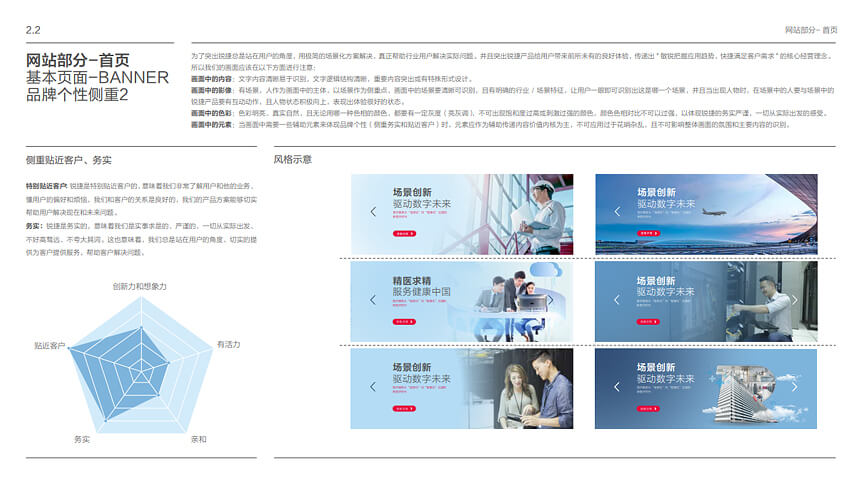 2.2
网站部分- 首页
网站部分-首页
基本页面-BANNER
品牌个性侧重2
为了突出锐捷总是站在用户的角度，用极简的场景化方案解决、真正帮助行业用户解决实际问题，并且突出锐捷产品给用户带来前所未有的良好体验，传递出＂敏锐把握应用趋势，快捷满足客户需求＂的核心经营理念。
所以我们的画面应该在以下方面进行注意：
画面中的内容：文字内容清晰易于识别，文字逻辑结构清晰，重要内容突出或有特殊形式设计。
画面中的影像：有场景，人作为画面中的主体，以场景作为侧重点，画面中的场景要清晰可识别，且有明确的行业 / 场景特征，让用户一眼即可识别出这是哪一个场景，并且当出现人物时，在场景中的人要与场景中的
锐捷产品要有互动动作，且人物状态积极向上，表现出体验很好的状态。
画面中的色彩：色彩明亮、真实自然，且无论用哪一种色相的颜色，都要有一定灰度（亮灰调)，不可出现饱和度过高或刺激过强的颜色，颜色色相对比不可以过强，以体现锐捷的务实严谨，一切从实际出发的感受。
画面中的元素：当画面中需要一些辅助元素来体现品牌个性（侧重务实和贴近客户）时，元素应作为辅助传递内容价值内核为主，不可应用过于花哨杂乱，且不可影响整体画面的氛围和主要内容的识别。
侧重贴近客户、务实
特别贴近客户: 锐捷是特别贴近客户的，意味着我们非常了解用户和他的业务、
懂用户的偏好和烦恼，我们和客户的关系是良好的，我们的产品方案能够切实
帮助用户解决现在和未来问题。
务实：锐捷是务实的，意味着我们是实事求是的、严谨的，一切从实际出发、
不好高骛远，不夸大其词，这也意味着，我们总是站在用户的角度，切实的提
供为客户提供服务，帮助客户解决问题。
创新力和想象力
贴近客户
有活力
务实
亲和
风格示意
场景创新
驱动数字未来
场景创新
驱动数字未来
精医求精
服务健康中国
场景创新
驱动数字未来
场景创新
驱动数字未来
场景创新
驱动数字未来